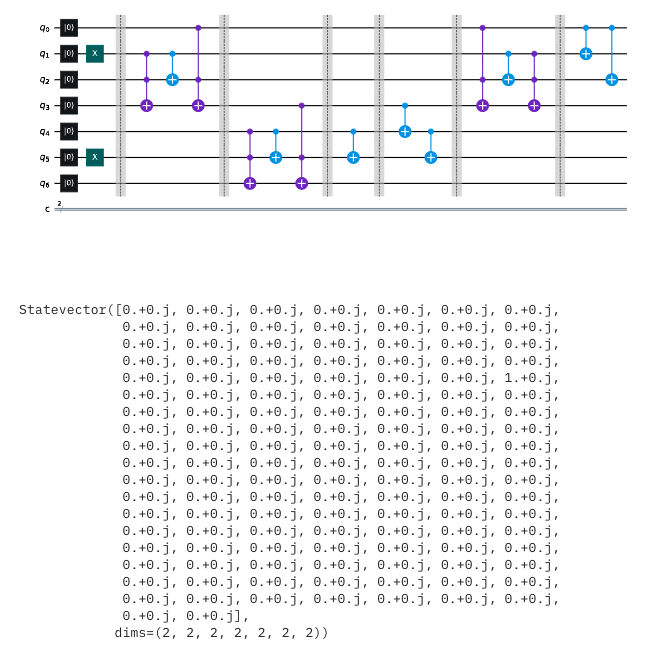 q₀ |0⟩
q₁ |0⟩ X
q₂ |0⟩
q₃ |0⟩
q₄ |0⟩
q₅ |0⟩ X
q₆ |0⟩
c 2
Statevector([0.+0.j, 0.+0.j, 0.+0.j, 0.+0.j, 0.+0.j, 0.+0.j, 0.+0.j,
0.+0.j, 0.+0.j, 0.+0.j, 0.+0.j, 0.+0.j, 0.+0.j, 0.+0.j,
0.+0.j, 0.+0.j, 0.+0.j, 0.+0.j, 0.+0.j, 0.+0.j, 0.+0.j,
0.+0.j, 0.+0.j, 0.+0.j, 0.+0.j, 0.+0.j, 0.+0.j, 0.+0.j,
0.+0.j, 0.+0.j, 0.+0.j, 0.+0.j, 0.+0.j, 0.+0.j, 1.+0.j,
0.+0.j, 0.+0.j, 0.+0.j, 0.+0.j, 0.+0.j, 0.+0.j, 0.+0.j,
0.+0.j, 0.+0.j, 0.+0.j, 0.+0.j, 0.+0.j, 0.+0.j, 0.+0.j,
0.+0.j, 0.+0.j, 0.+0.j, 0.+0.j, 0.+0.j, 0.+0.j, 0.+0.j,
0.+0.j, 0.+0.j, 0.+0.j, 0.+0.j, 0.+0.j, 0.+0.j, 0.+0.j,
0.+0.j, 0.+0.j, 0.+0.j, 0.+0.j, 0.+0.j, 0.+0.j, 0.+0.j,
0.+0.j, 0.+0.j, 0.+0.j, 0.+0.j, 0.+0.j, 0.+0.j, 0.+0.j,
0.+0.j, 0.+0.j, 0.+0.j, 0.+0.j, 0.+0.j, 0.+0.j, 0.+0.j,
0.+0.j, 0.+0.j, 0.+0.j, 0.+0.j, 0.+0.j, 0.+0.j, 0.+0.j,
0.+0.j, 0.+0.j, 0.+0.j, 0.+0.j, 0.+0.j, 0.+0.j, 0.+0.j,
0.+0.j, 0.+0.j, 0.+0.j, 0.+0.j, 0.+0.j, 0.+0.j, 0.+0.j,
0.+0.j, 0.+0.j, 0.+0.j, 0.+0.j, 0.+0.j, 0.+0.j, 0.+0.j,
0.+0.j, 0.+0.j, 0.+0.j, 0.+0.j, 0.+0.j, 0.+0.j, 0.+0.j,
0.+0.j, 0.+0.j, 0.+0.j, 0.+0.j, 0.+0.j, 0.+0.j, 0.+0.j,
0.+0.j, 0.+0.j],
dims=(2, 2, 2, 2, 2, 2, 2))